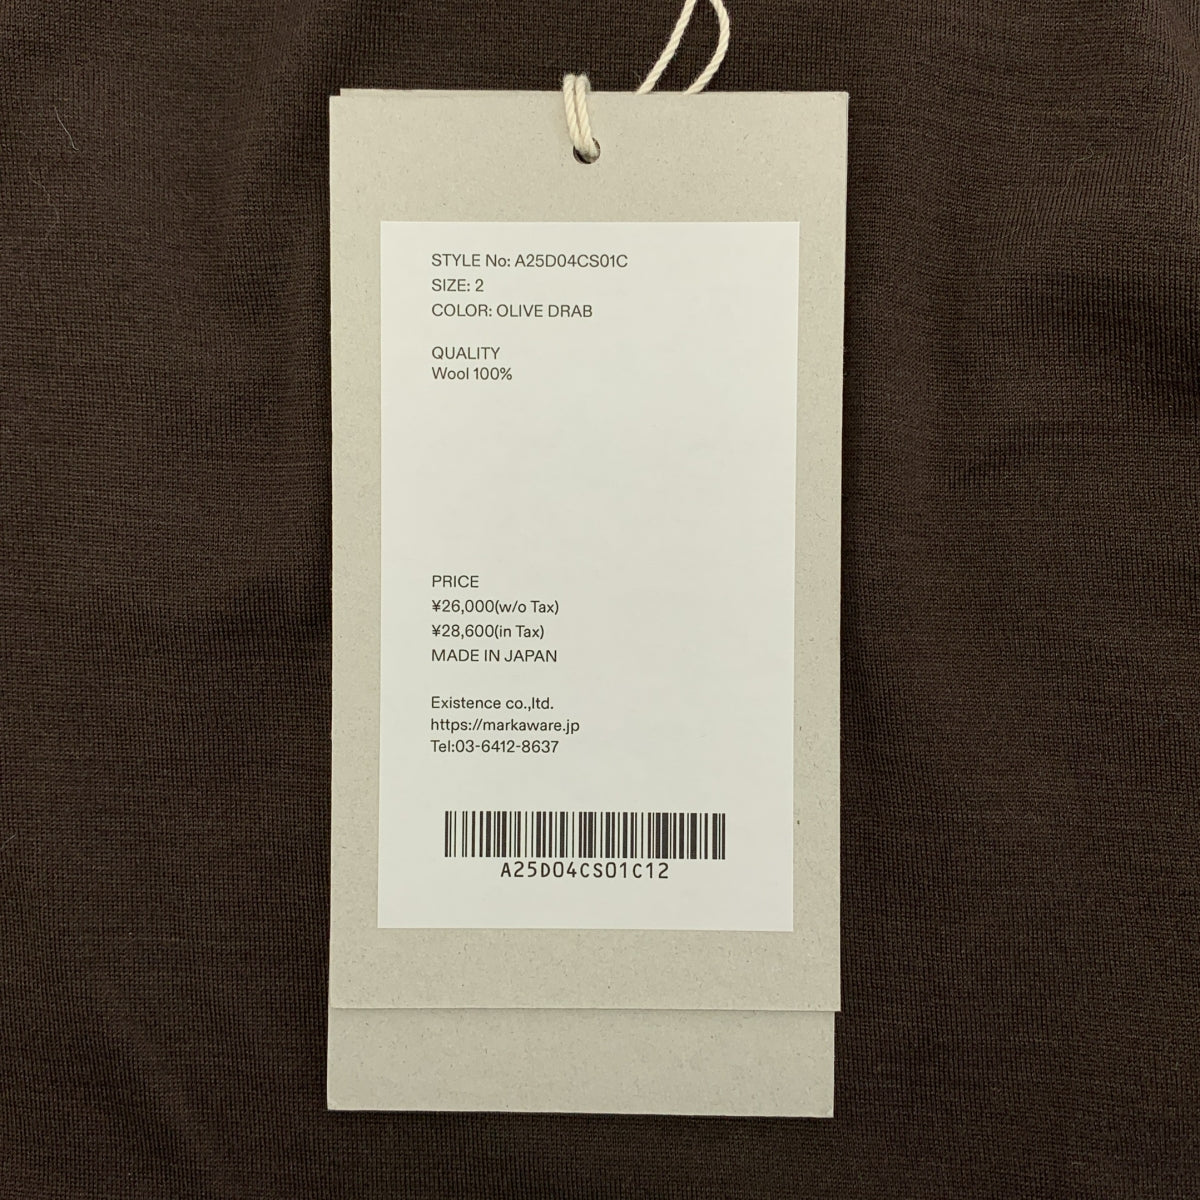 STYLE No: A25D04CS01C
SIZE: 2
COLOR: OLIVE DRAB
QUALITY
Wool 100%
PRICE
¥26,000(w/o Tax)
¥28,600(in Tax)
MADE IN JAPAN
Existence co.,ltd.
https://markaware.jp
Tel:03-6412-8637
A25D04CS01C12